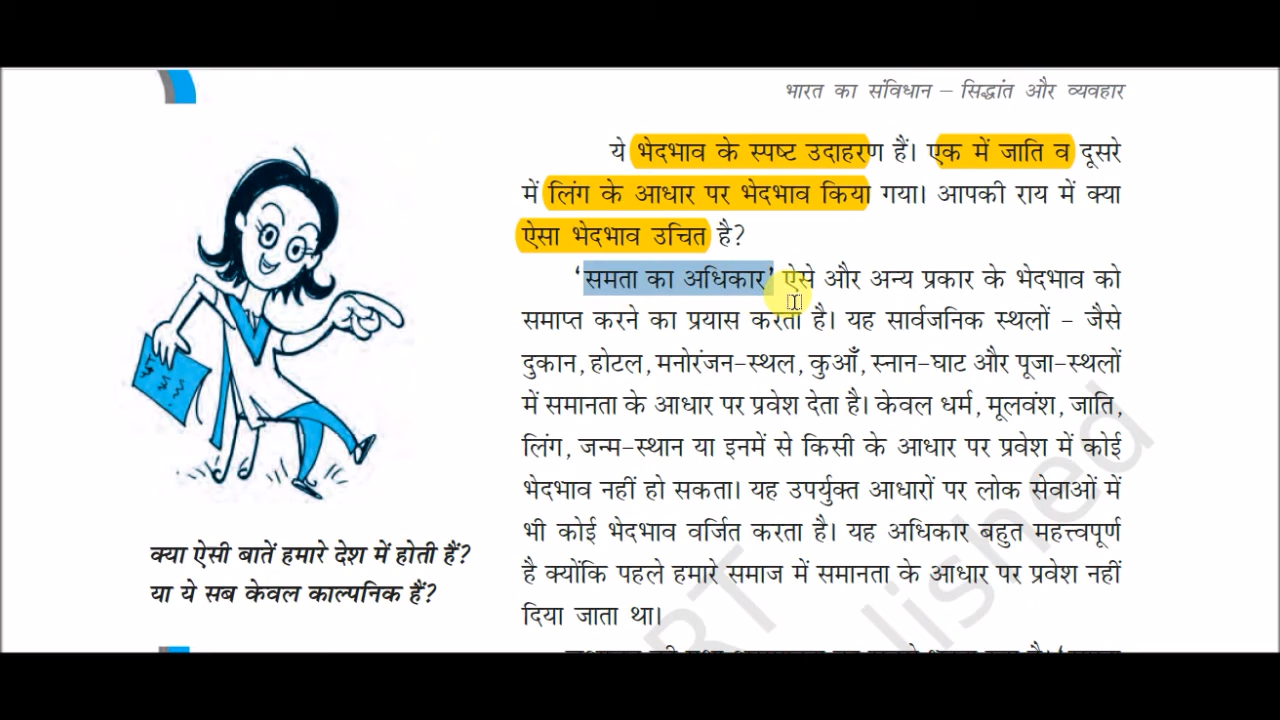 भारत का संविधान – सिद्धांत और व्यवहार
ये भेदभाव के स्पष्ट उदाहरण हैं। एक में जाति व दूसरे
में लिंग के आधार पर भेदभाव किया गया। आपकी राय में क्या
ऐसा भेदभाव उचित है?
‘समता का अधिकार’ ऐसे और अन्य प्रकार के भेदभाव को
समाप्त करने का प्रयास करता है। यह सार्वजनिक स्थलों – जैसे
दुकान, होटल, मनोरंजन-स्थल, कुआँ, स्नान-घाट और पूजा-स्थलों
में समानता के आधार पर प्रवेश देता है। केवल धर्म, मूलवंश, जाति,
लिंग, जन्म-स्थान या इनमें से किसी के आधार पर प्रवेश में कोई
भेदभाव नहीं हो सकता। यह उपर्युक्त आधारों पर लोक सेवाओं में
भी कोई भेदभाव वर्जित करता है। यह अधिकार बहुत महत्त्वपूर्ण
है क्योंकि पहले हमारे समाज में समानता के आधार पर प्रवेश नहीं
दिया जाता था।
क्या ऐसी बातें हमारे देश में होती हैं?
या ये सब केवल काल्पनिक हैं?